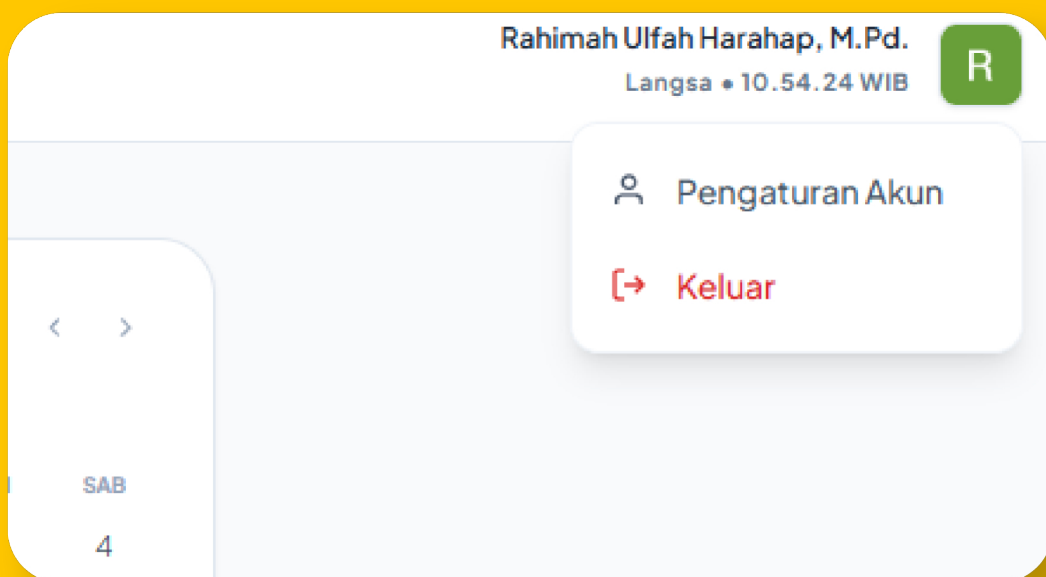 Rahimah Ulfah Harahap, M.Pd.
Langsa • 10.54.24 WIB
R
Pengaturan Akun
Keluar
SAB
4